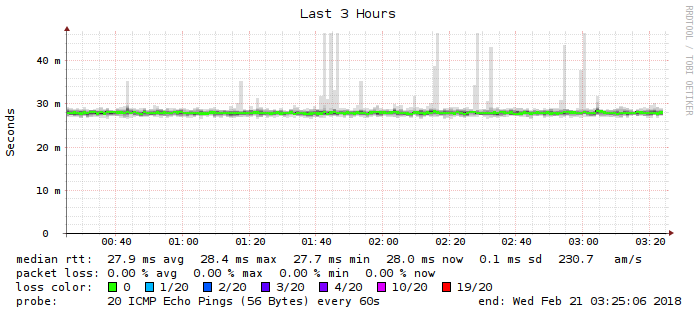 Last 3 Hours
RRDTOOL / TOBI OETIKER
Seconds
40 m
30 m
20 m
10 m
0
00:40 01:00 01:20 01:40 02:00 02:20 02:40 03:00 03:20
median rtt: 27.9 ms avg 28.4 ms max 27.7 ms min 28.0 ms now 0.1 ms sd 230.7 am/s
packet loss: 0.00 % avg 0.00 % max 0.00 % min 0.00 % now
loss color: 0 1/20 2/20 3/20 4/20 10/20 19/20
probe: 20 ICMP Echo Pings (56 Bytes) every 60s end: Wed Feb 21 03:25:06 2018